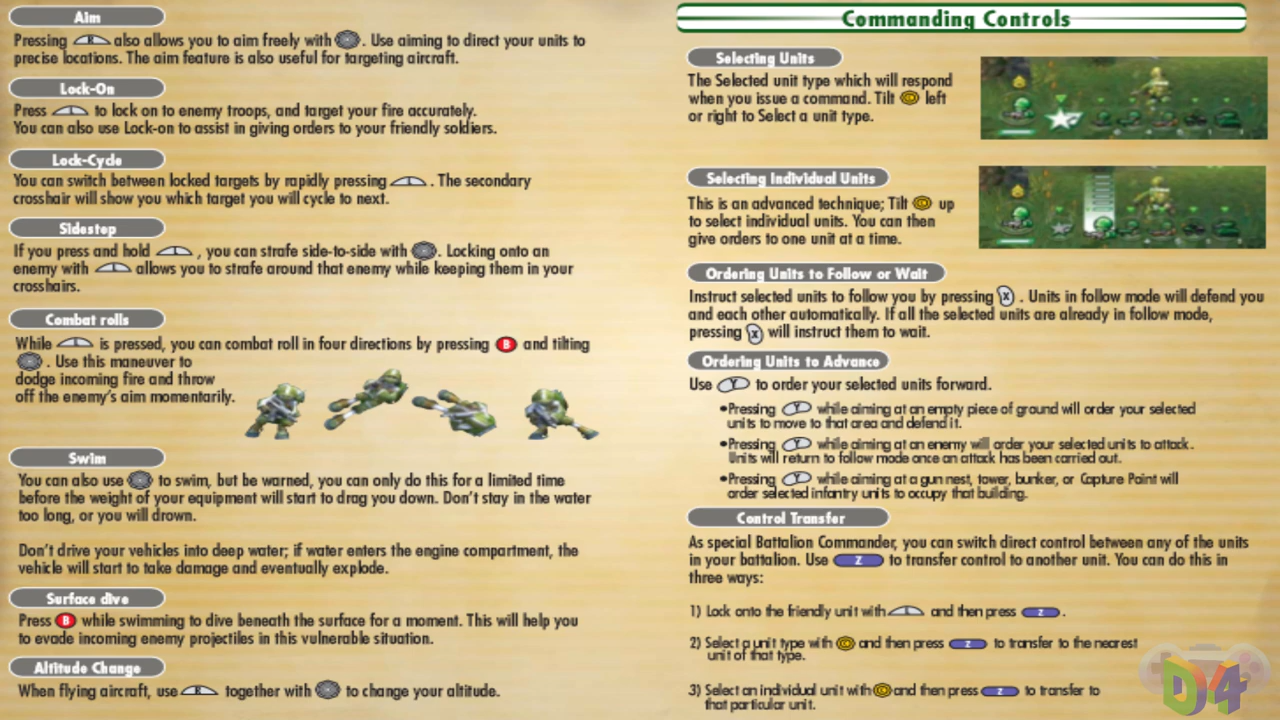 Aim
Pressing R also allows you to aim freely with . Use aiming to direct your units to
precise locations. The aim feature is also useful for targeting aircraft.
Lock-On
Press L to lock on to enemy troops, and target your fire accurately.
You can also use Lock-on to assist in giving orders to your friendly soldiers.
Lock-Cycle
You can switch between locked targets by rapidly pressing L . The secondary
crosshair will show you which target you will cycle to next.
Sidestep
If you press and hold L , you can strafe side-to-side with . Locking onto an
enemy with L allows you to strafe around that enemy while keeping them in your
crosshairs.
Combat rolls
While L is pressed, you can combat roll in four directions by pressing B and tilting
. Use this maneuver to
dodge incoming fire and throw
off the enemy's aim momentarily.
Swim
You can also use to swim, but be warned, you can only do this for a limited time
before the weight of your equipment will start to drag you down. Don't stay in the water
too long, or you will drown.
Don't drive your vehicles into deep water; if water enters the engine compartment, the
vehicle will start to take damage and eventually explode.
Surface dive
Press B while swimming to dive beneath the surface for a moment. This will help you
to evade incoming enemy projectiles in this vulnerable situation.
Altitude Change
When flying aircraft, use R together with to change your altitude.
Commanding Controls
Selecting Units
The Selected unit type which will respond
when you issue a command. Tilt C left
or right to Select a unit type.
Selecting Individual Units
This is an advanced technique; Tilt C up
to select individual units. You can then
give orders to one unit at a time.
Ordering Units to Follow or Wait
Instruct selected units to follow you by pressing X . Units in follow mode will defend you
and each other automatically. If all the selected units are already in follow mode,
pressing X will instruct them to wait.
Ordering Units to Advance
Use Y to order your selected units forward.
•Pressing Y while aiming at an empty piece of ground will order your selected
units to move to that area and defend it.
•Pressing Y while aiming at an enemy will order your selected units to attack.
Units will return to follow mode once an attack has been carried out.
•Pressing Y while aiming at a gun nest, tower, bunker, or Capture Point will
order selected infantry units to occupy that building.
Control Transfer
As special Battalion Commander, you can switch direct control between any of the units
in your battalion. Use Z to transfer control to another unit. You can do this in
three ways:
1) Lock onto the friendly unit with L and then press Z .
2) Select a unit type with C and then press Z to transfer to the nearest
unit of that type.
3) Select an individual unit with C and then press Z to transfer to
that particular unit.
D4